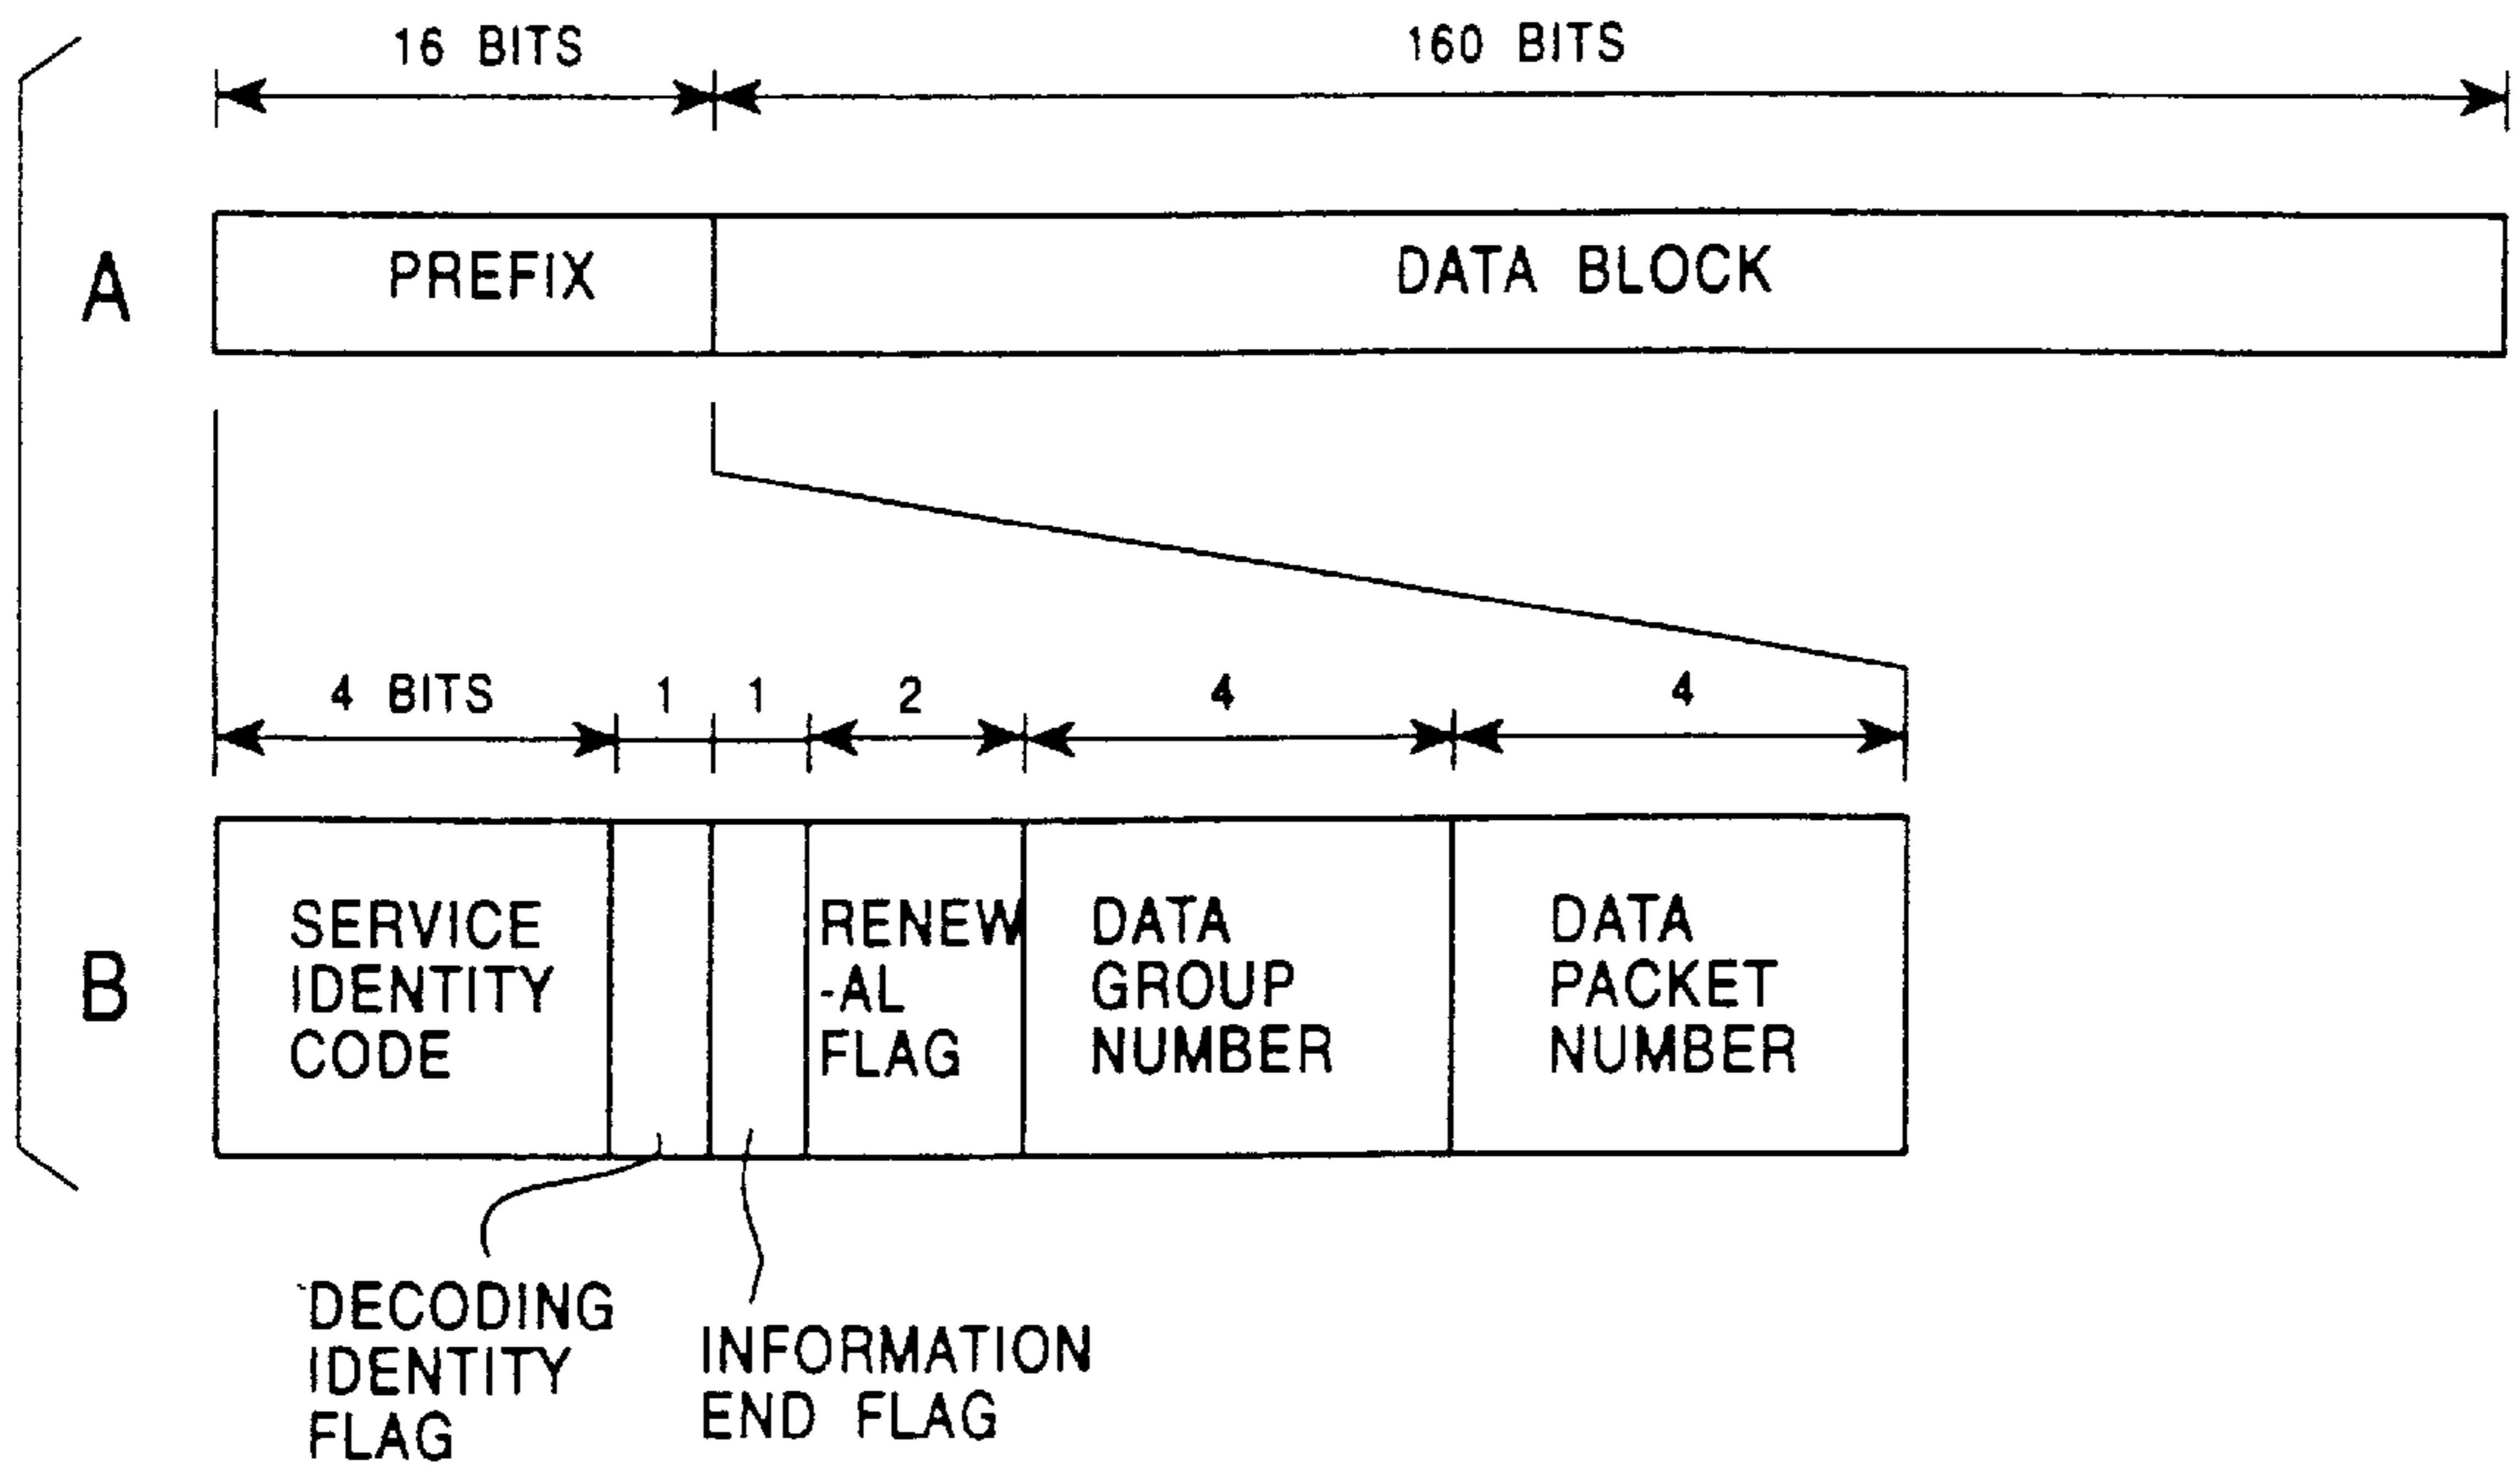 16 BITS
160 BITS
A
PREFIX
DATA BLOCK
4 BITS
1
1
2
4
4
B
SERVICE
IDENTITY
CODE
RENEW
-AL
FLAG
DATA
GROUP
NUMBER
DATA
PACKET
NUMBER
DECODING
IDENTITY
FLAG
INFORMATION
END FLAG